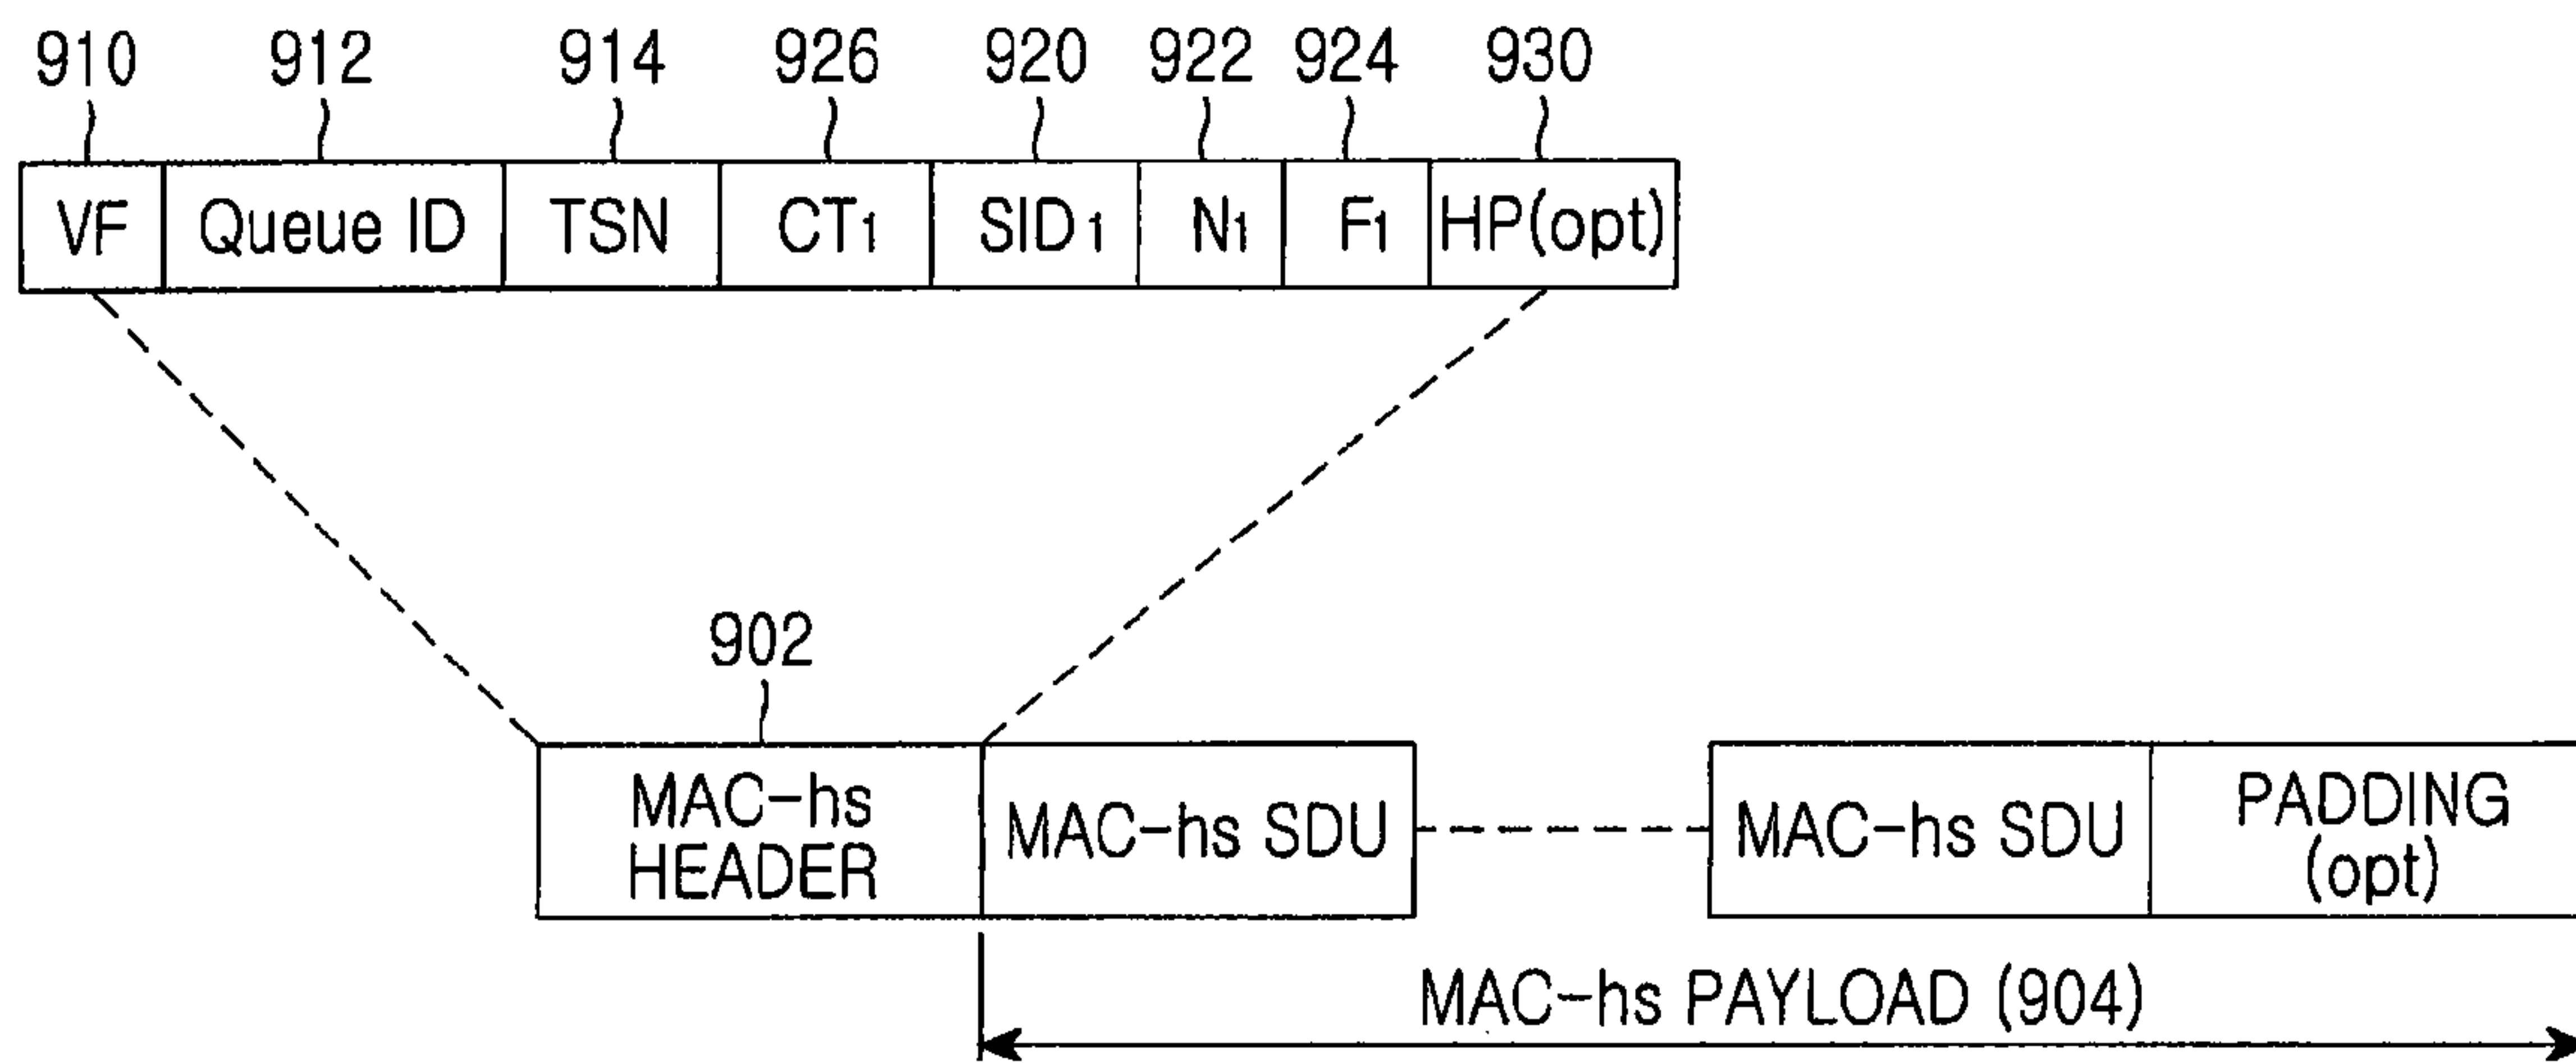 910 912 914 926 920 922 924 930
VF Queue ID TSN CT1 SID1 N1 F1 HP(opt)
902
MAC-hs HEADER MAC-hs SDU MAC-hs SDU PADDING (opt)
MAC-hs PAYLOAD (904)